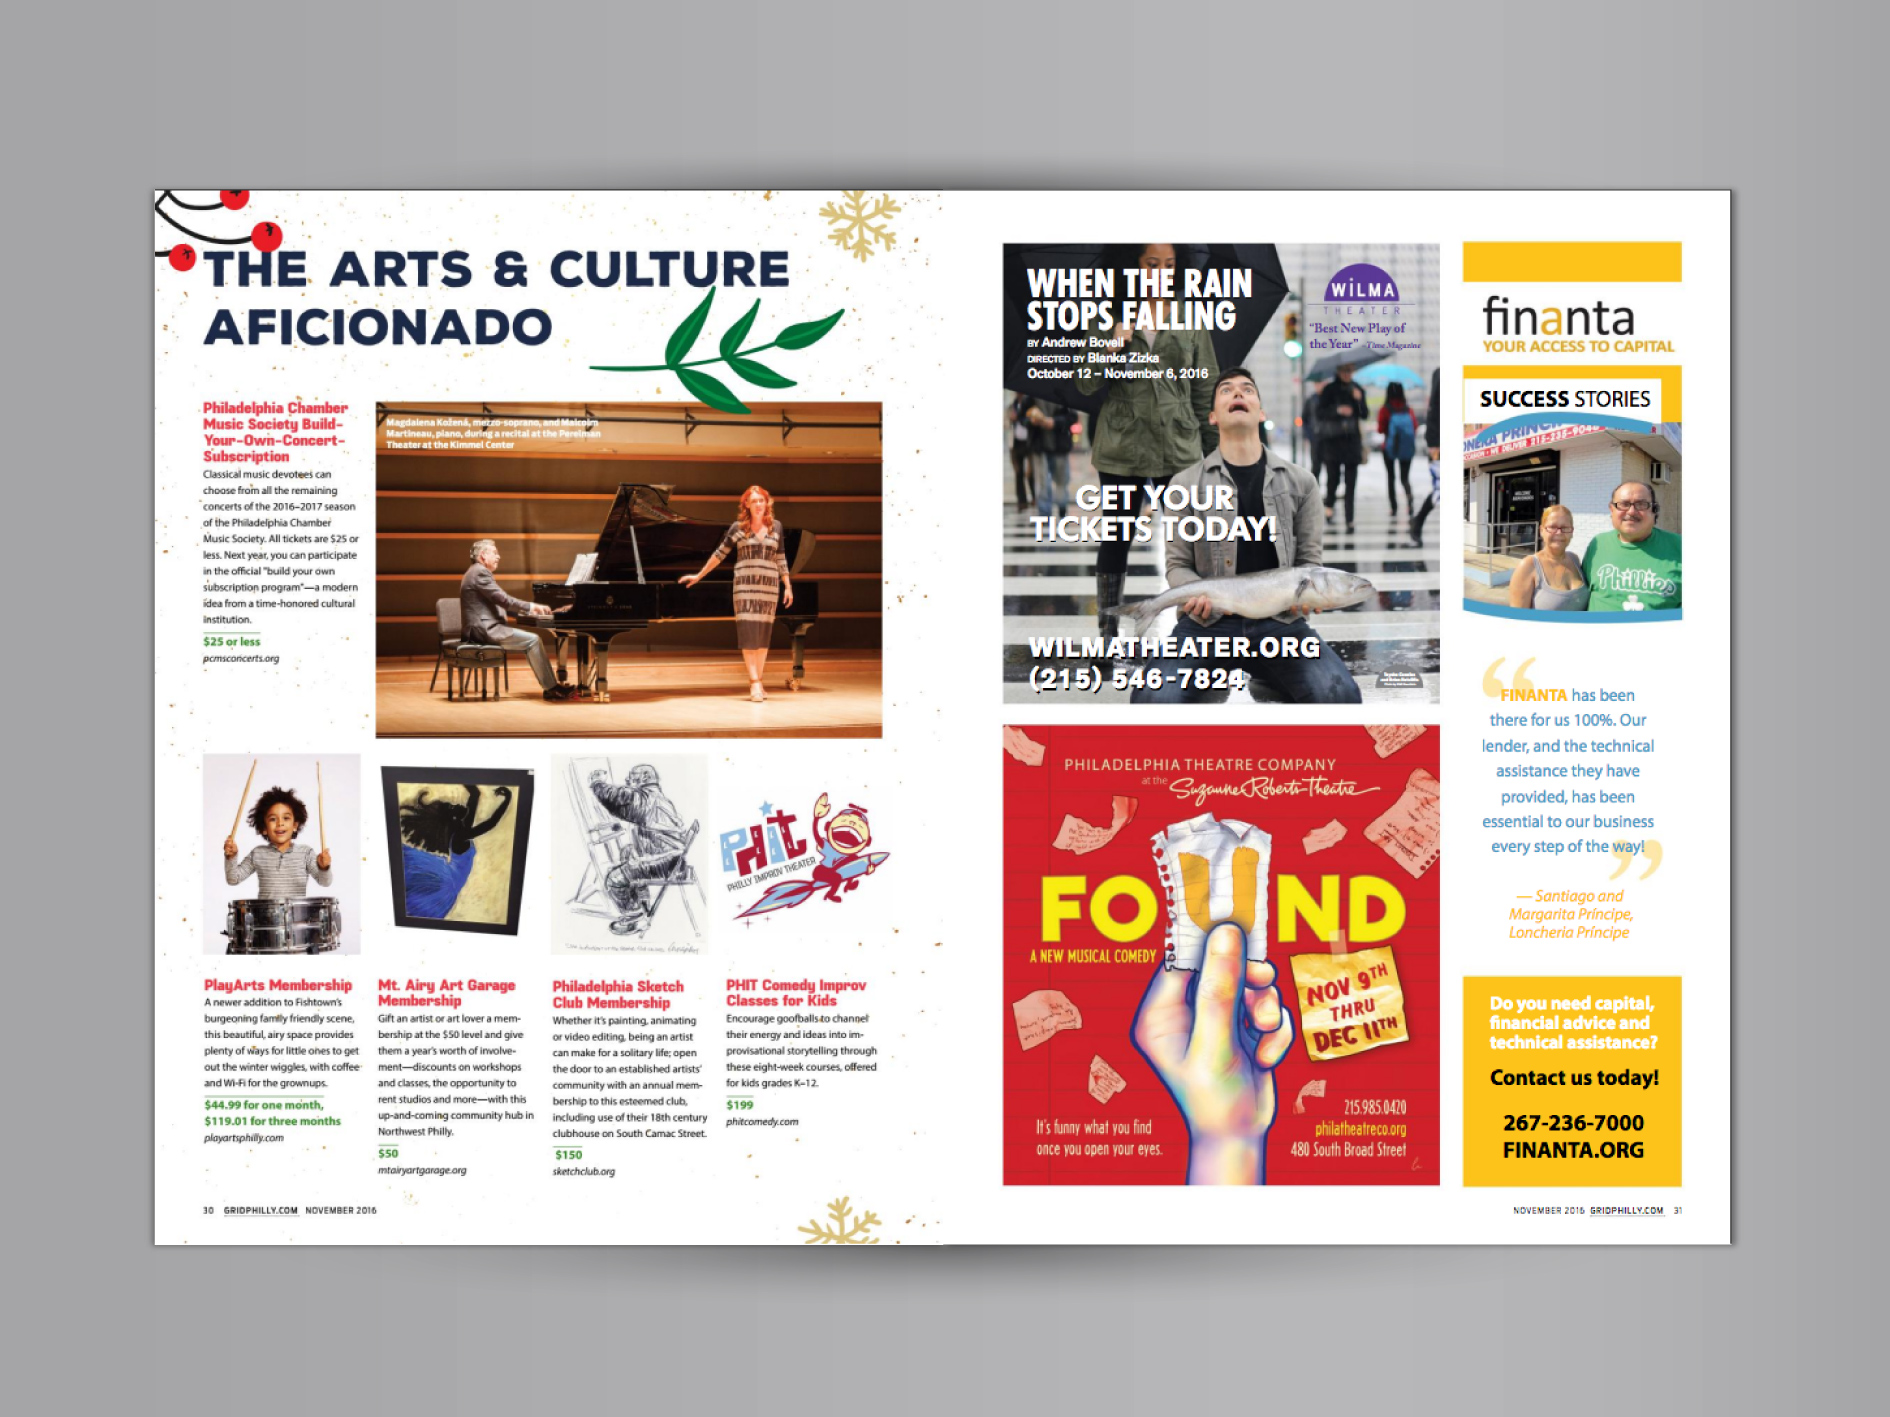 THE ARTS & CULTURE
AFICIONADO
Philadelphia Chamber
Music Society Build-
Your-Own-Concert-
Subscription
Classical music devotees can
choose from all the remaining
concerts of the 2016–2017 season
of the Philadelphia Chamber
Music Society. All tickets are $25 or
less. Next year, you can participate
in the official "build your own
subscription program"—a modern
idea from a time-honored cultural
institution.
$25 or less
pcmsconcerts.org
Magdalena Kožená, mezzo-soprano, and Malcolm
Martineau, piano, during a recital at the Perelman
Theater at the Kimmel Center
PHIT
PHILLY IMPROV THEATER
PlayArts Membership
A newer addition to Fishtown's
burgeoning family friendly scene,
this beautiful, airy space provides
plenty of ways for little ones to get
out the winter wiggles, with coffee
and Wi-Fi for the grownups.
$44.99 for one month,
$119.01 for three months
playartsphilly.com
Mt. Airy Art Garage
Membership
Gift an artist or art lover a mem-
bership at the $50 level and give
them a year's worth of involve-
ment—discounts on workshops
and classes, the opportunity to
rent studios and more—with this
up-and-coming community hub in
Northwest Philly.
$50
mtairyartgarage.org
Philadelphia Sketch
Club Membership
Whether it's painting, animating
or video editing, being an artist
can make for a solitary life; open
the door to an established artists'
community with an annual mem-
bership to this esteemed club,
including use of their 18th century
clubhouse on South Camac Street.
$150
sketchclub.org
PHIT Comedy Improv
Classes for Kids
Encourage goofballs to channel
their energy and ideas into im-
provisational storytelling through
these eight-week courses, offered
for kids grades K–12.
$199
phitcomedy.com
30 GRIDPHILLY.COM NOVEMBER 2016
WHEN THE RAIN
STOPS FALLING
BY Andrew Bovell
DIRECTED BY Blanka Zizka
October 12 – November 6, 2016
WILMA
THEATER
"Best New Play of
the Year" –Time Magazine
GET YOUR
TICKETS TODAY!
WILMATHEATER.ORG
(215) 546-7824
PHILADELPHIA THEATRE COMPANY
at the Suzanne Roberts Theatre
FOUND
A NEW MUSICAL COMEDY
NOV 9TH
THRU
DEC 11TH
It's funny what you find
once you open your eyes.
215.985.0420
philatheatreco.org
480 South Broad Street
finanta
YOUR ACCESS TO CAPITAL
SUCCESS STORIES
215-235-9040
Phillies
“FINANTA has been
there for us 100%. Our
lender, and the technical
assistance they have
provided, has been
essential to our business
every step of the way!”
— Santiago and
Margarita Príncipe,
Loncheria Príncipe
Do you need capital,
financial advice and
technical assistance?
Contact us today!
267-236-7000
FINANTA.ORG
NOVEMBER 2016 GRIDPHILLY.COM 31